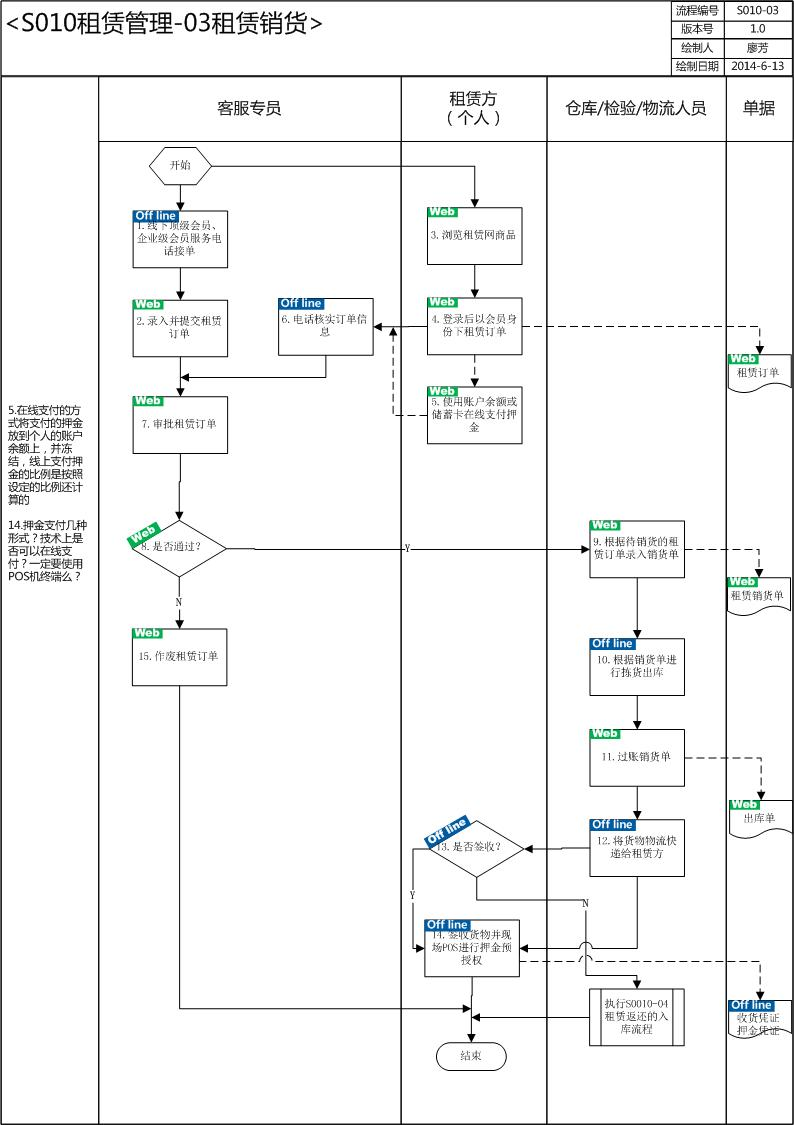 <S010租赁管理-03租赁销货>
流程编号
S010-03
版本号
1.0
绘制人
廖芳
绘制日期
2014-6-13
客服专员
租赁方
（个人）
仓库/检验/物流人员
单据
开始
Off line
1.线下顶级会员、
企业级会员服务电
话接单
Web
3.浏览租赁网商品
Web
2.录入并提交租赁
订单
Off line
6.电话核实订单信
息
Web
4.登录后以会员身
份下租赁订单
Web
租赁订单
Web
5.使用账户余额或
储蓄卡在线支付押
金
Web
7.审批租赁订单
5.在线支付的方
式将支付的押金
放到个人的账户
余额上，并冻
结，线上支付押
金的比例是按照
设定的比例还计
算的
14.押金支付几种
形式？技术上是
否可以在线支
付？一定要使用
POS机终端么？
Web
8.是否通过？
Y
N
Web
9.根据待销货的租
赁订单录入销货单
Web
租赁销货单
Web
15.作废租赁订单
Off line
10.根据销货单进
行拣货出库
Web
11.过账销货单
Web
出库单
Off line
12.将货物物流快
递给租赁方
Off line
13.是否签收？
Y
N
Off line
14.签收货物并现
场POS进行押金预
授权
执行S0010-04
租赁返还的入
库流程
Off line
收货凭证
押金凭证
结束